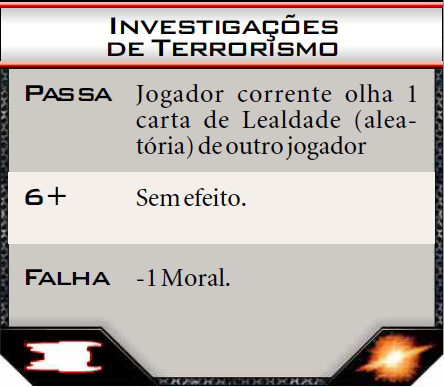 INVESTIGAÇÕES
DE TERRORISMO
PASSA Jogador corrente olha 1
carta de Lealdade (alea-
tória) de outro jogador
6+ Sem efeito.
FALHA -1 Moral.